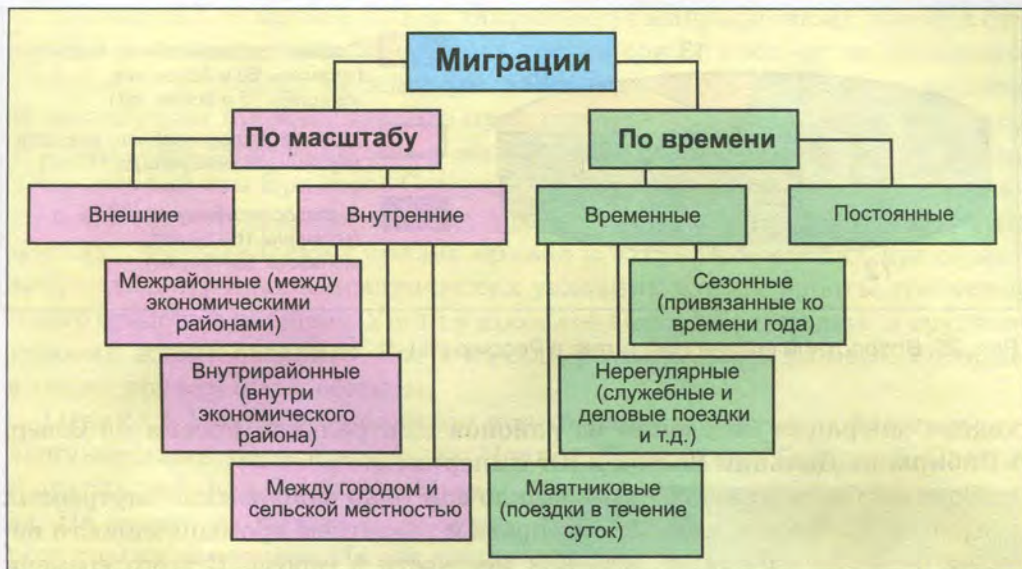 Миграции
По масштабу
По времени
Внешние
Внутренние
Временные
Постоянные
Межрайонные (между
экономическими
районами)
Сезонные
(привязанные ко
времени года)
Внутрирайонные
(внутри
экономического
района)
Нерегулярные
(служебные и
деловые поездки
и т.д.)
Между городом и
сельской местностью
Маятниковые
(поездки в течение
суток)